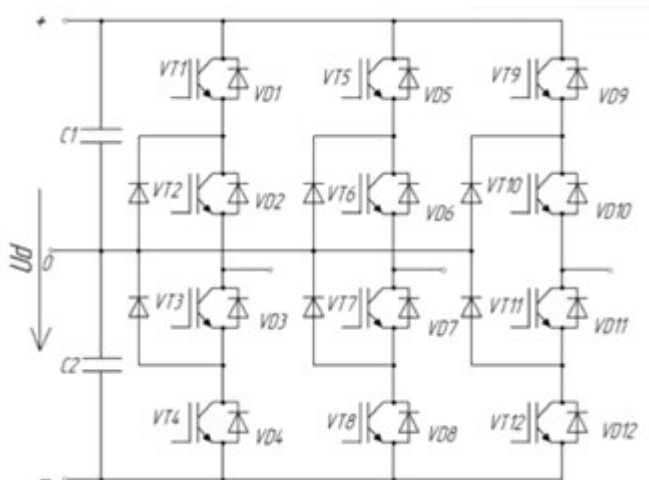 +
VT1
VD1
VT5
VD5
VT9
VD9
C1
VT2
VD2
VT6
VD6
VT10
VD10
Ud
0
VT3
VD3
VT7
VD7
VT11
VD11
C2
VT4
VD4
VT8
VD8
VT12
VD12
-